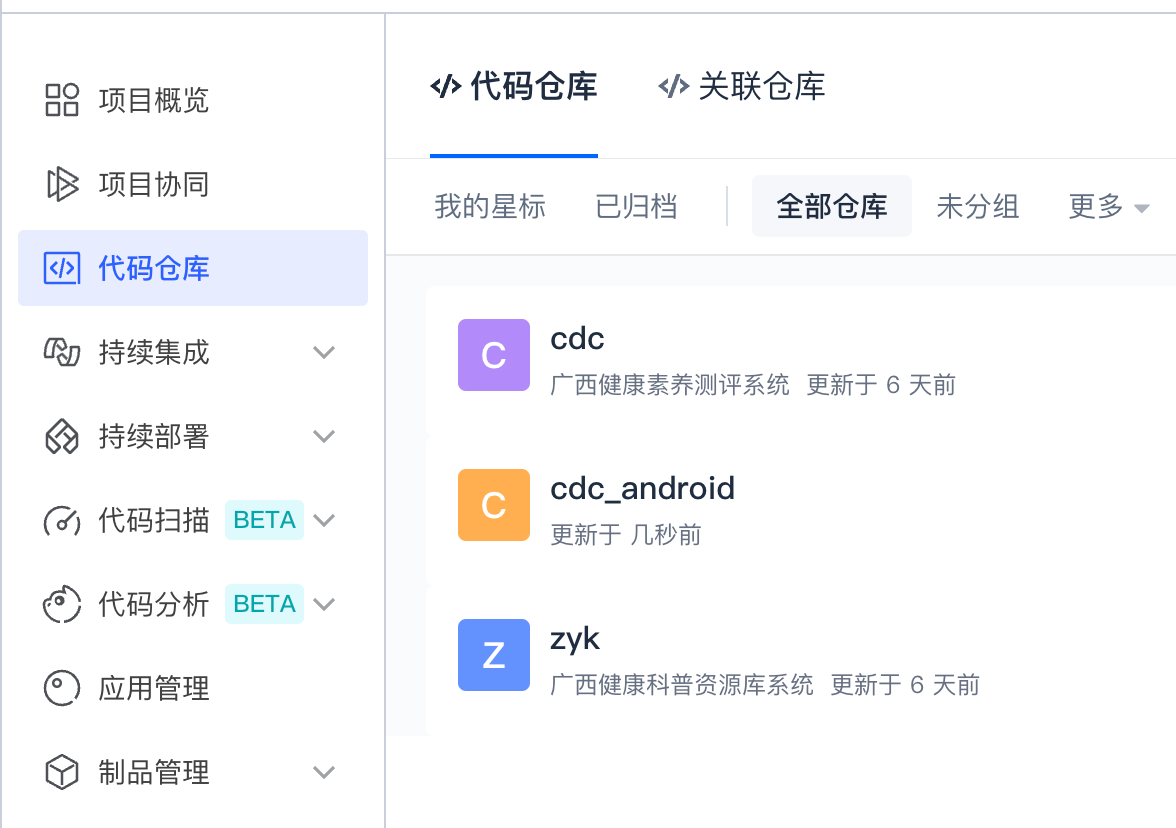 项目概览
项目协同
代码仓库
持续集成
持续部署
代码扫描 BETA
代码分析 BETA
应用管理
制品管理
</> 代码仓库 </> 关联仓库
我的星标 已归档 全部仓库 未分组 更多
C
cdc
广西健康素养测评系统 更新于 6 天前
C
cdc_android
更新于 几秒前
Z
zyk
广西健康科普资源库系统 更新于 6 天前